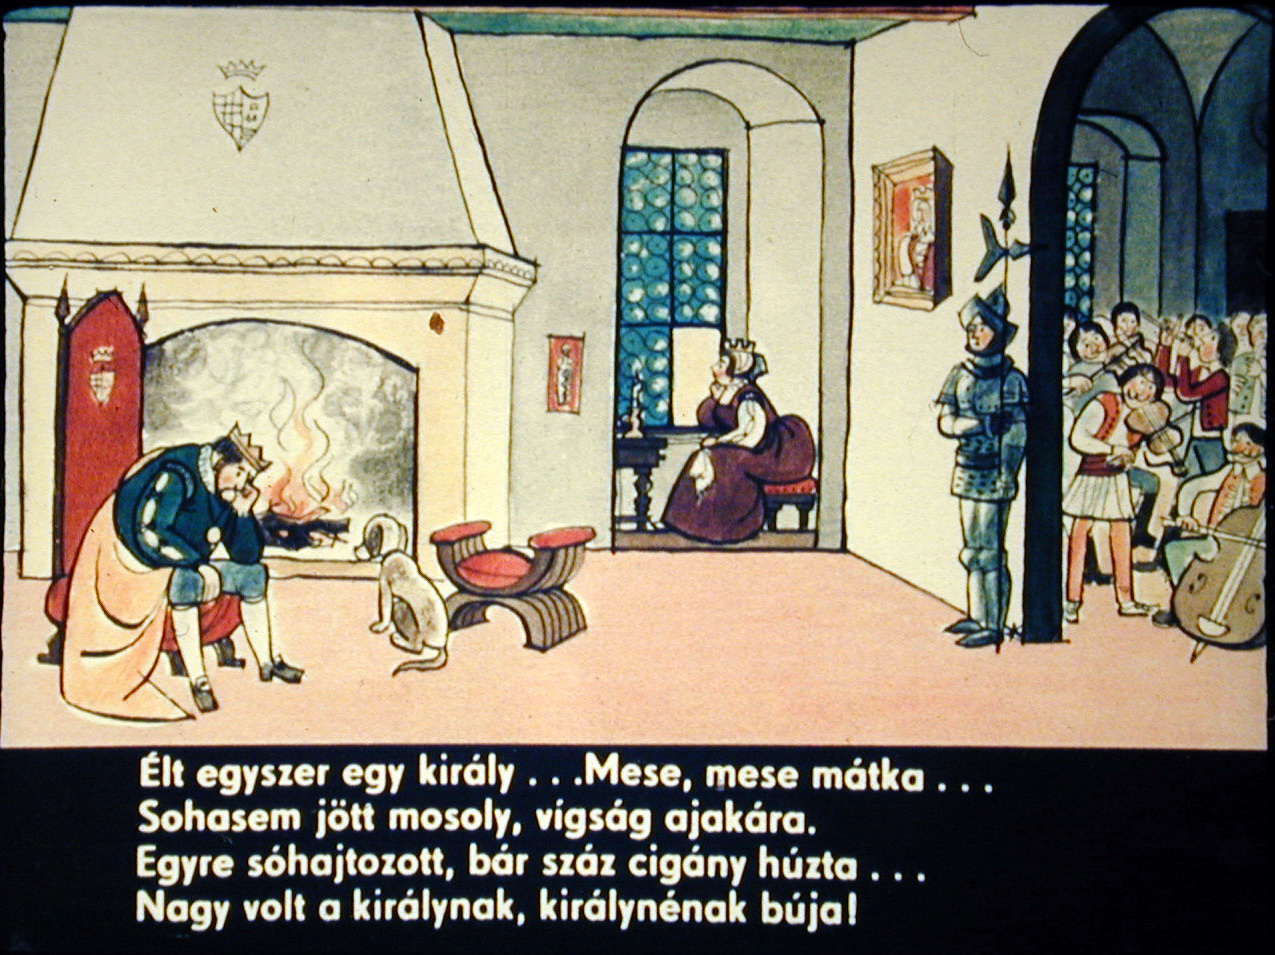 Élt egyszer egy király . . .Mese, mese mátka . . .
Sohasem jött mosoly, vígság ajakára.
Egyre sóhajtozott, bár száz cigány húzta . . .
Nagy volt a királynak, királynénak búja!